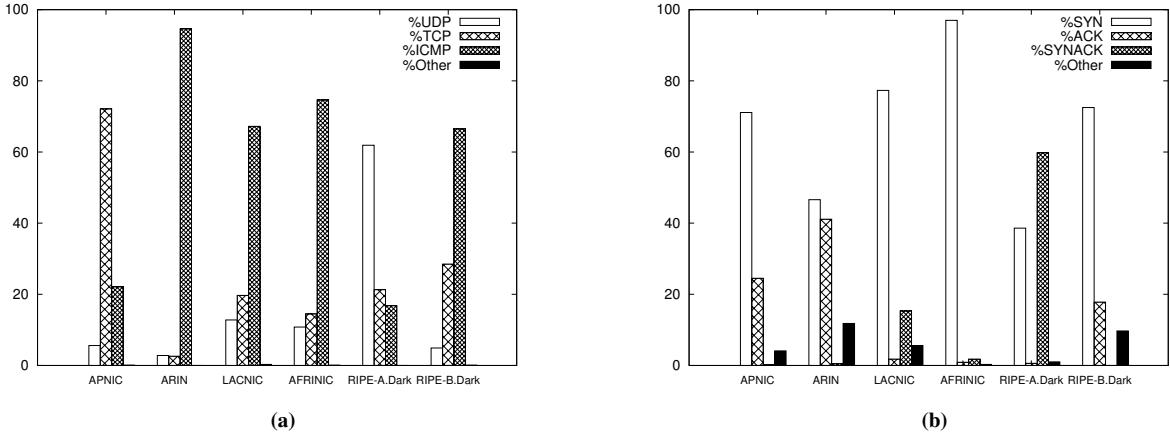 100
80
60
40
20
0
%UDP
%TCP
%ICMP
%Other
APNIC ARIN LACNIC AFRINIC RIPE-A.Dark RIPE-B.Dark
(a)
100
80
60
40
20
0
%SYN
%ACK
%SYNACK
%Other
APNIC ARIN LACNIC AFRINIC RIPE-A.Dark RIPE-B.Dark
(b)